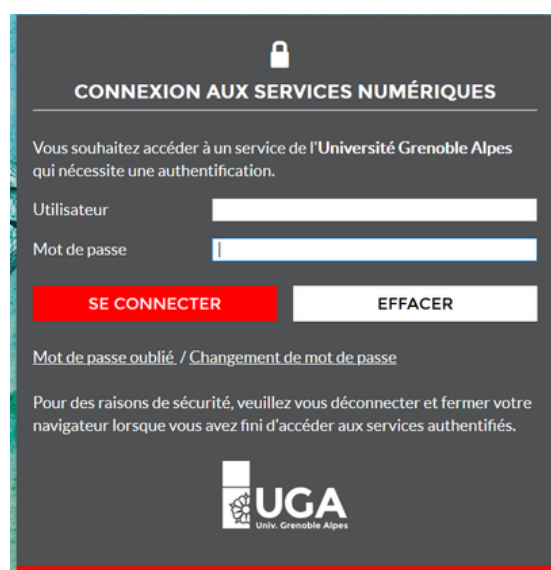 CONNEXION AUX SERVICES NUMÉRIQUES
Vous souhaitez accéder à un service de l'Université Grenoble Alpes
qui nécessite une authentification.
Utilisateur
Mot de passe
SE CONNECTER
EFFACER
Mot de passe oublié / Changement de mot de passe
Pour des raisons de sécurité, veuillez vous déconnecter et fermer votre
navigateur lorsque vous avez fini d'accéder aux services authentifiés.
UGA
Univ. Grenoble Alpes